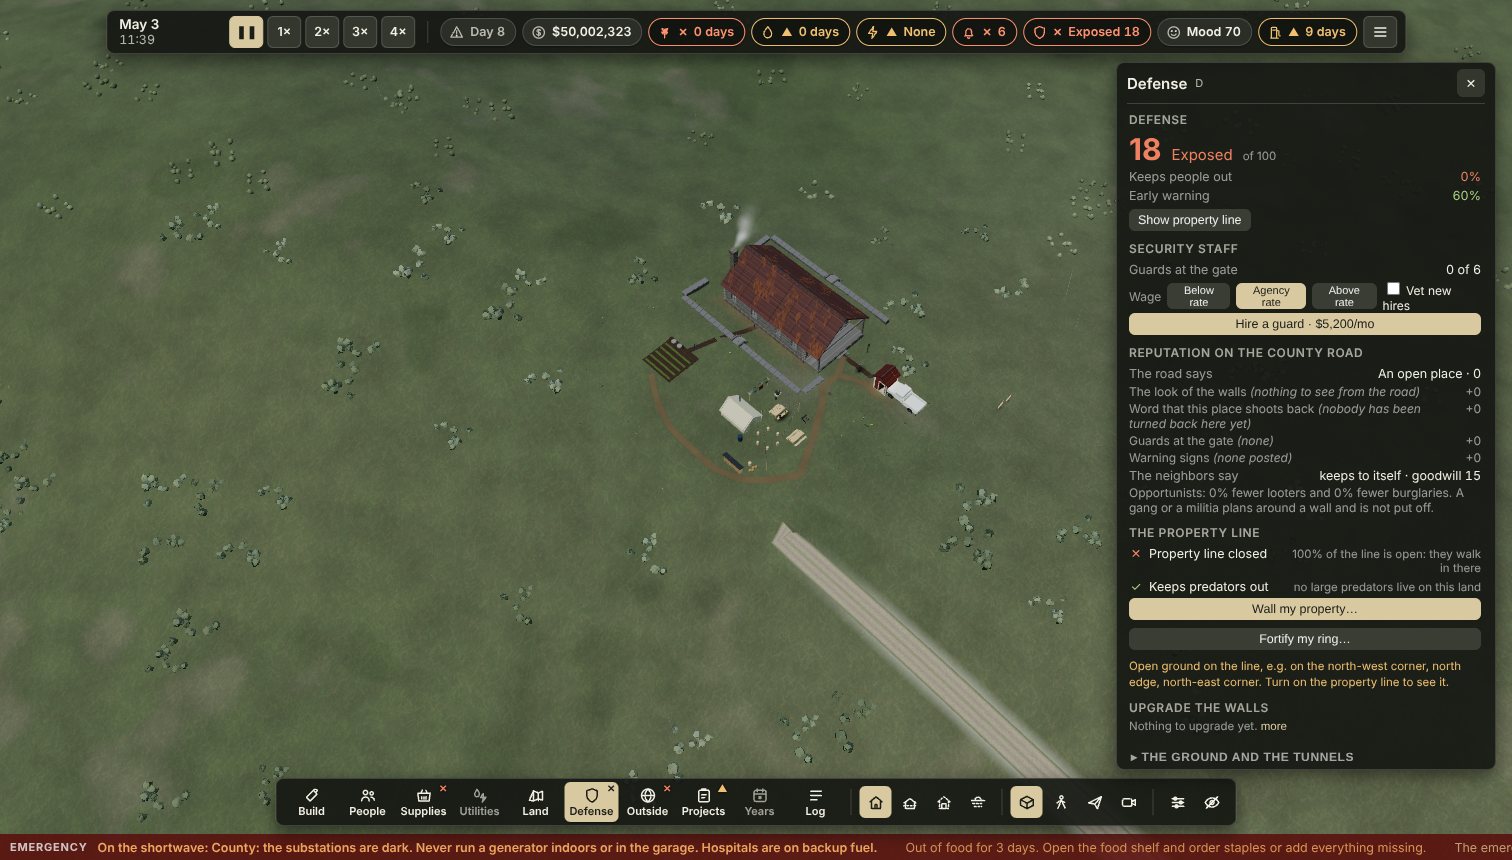 May 3
11:39
1×
2×
3×
4×
Day 8
$50,002,323
× 0 days
▲ 0 days
▲ None
× 6
× Exposed 18
Mood 70
▲ 9 days
Defense D
DEFENSE
18 Exposed of 100
Keeps people out 0%
Early warning 60%
Show property line
SECURITY STAFF
Guards at the gate 0 of 6
Wage Below rate Agency rate Above rate Vet new hires
Hire a guard · $5,200/mo
REPUTATION ON THE COUNTY ROAD
The road says An open place · 0
The look of the walls (nothing to see from the road) +0
Word that this place shoots back (nobody has been +0
turned back here yet)
Guards at the gate (none) +0
Warning signs (none posted) +0
The neighbors say keeps to itself · goodwill 15
Opportunists: 0% fewer looters and 0% fewer burglaries. A
gang or a militia plans around a wall and is not put off.
THE PROPERTY LINE
× Property line closed 100% of the line is open: they walk
in there
✓ Keeps predators out no large predators live on this land
Wall my property…
Fortify my ring…
Open ground on the line, e.g. on the north-west corner, north
edge, north-east corner. Turn on the property line to see it.
UPGRADE THE WALLS
Nothing to upgrade yet. more
▸ THE GROUND AND THE TUNNELS
Build
People
Supplies
Utilities
Land
Defense
Outside
Projects
Years
Log
EMERGENCY On the shortwave: County: the substations are dark. Never run a generator indoors or in the garage. Hospitals are on backup fuel. Out of food for 3 days. Open the food shelf and order staples or add everything missing. The eme